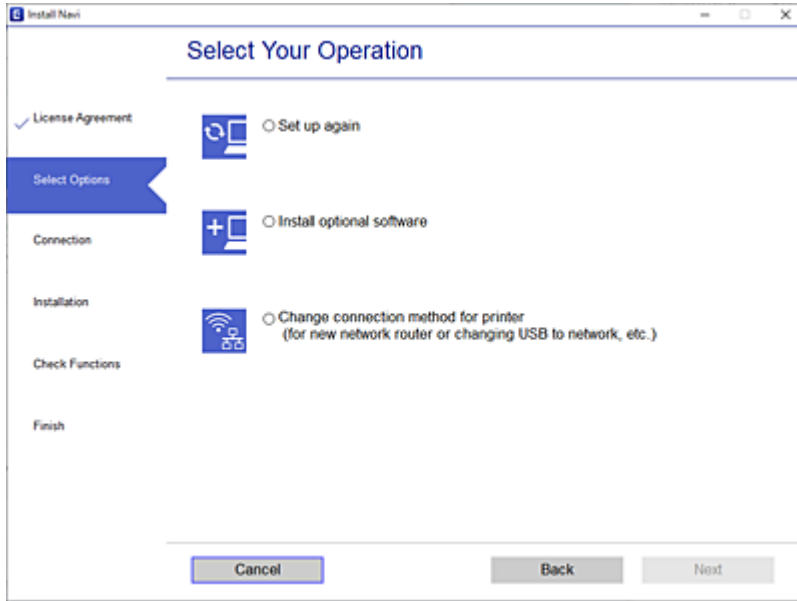 Install Navi
Select Your Operation
License Agreement
Select Options
Connection
Installation
Check Functions
Finish
Set up again
Install optional software
Change connection method for printer
(for new network router or changing USB to network, etc.)
Cancel
Back
Next